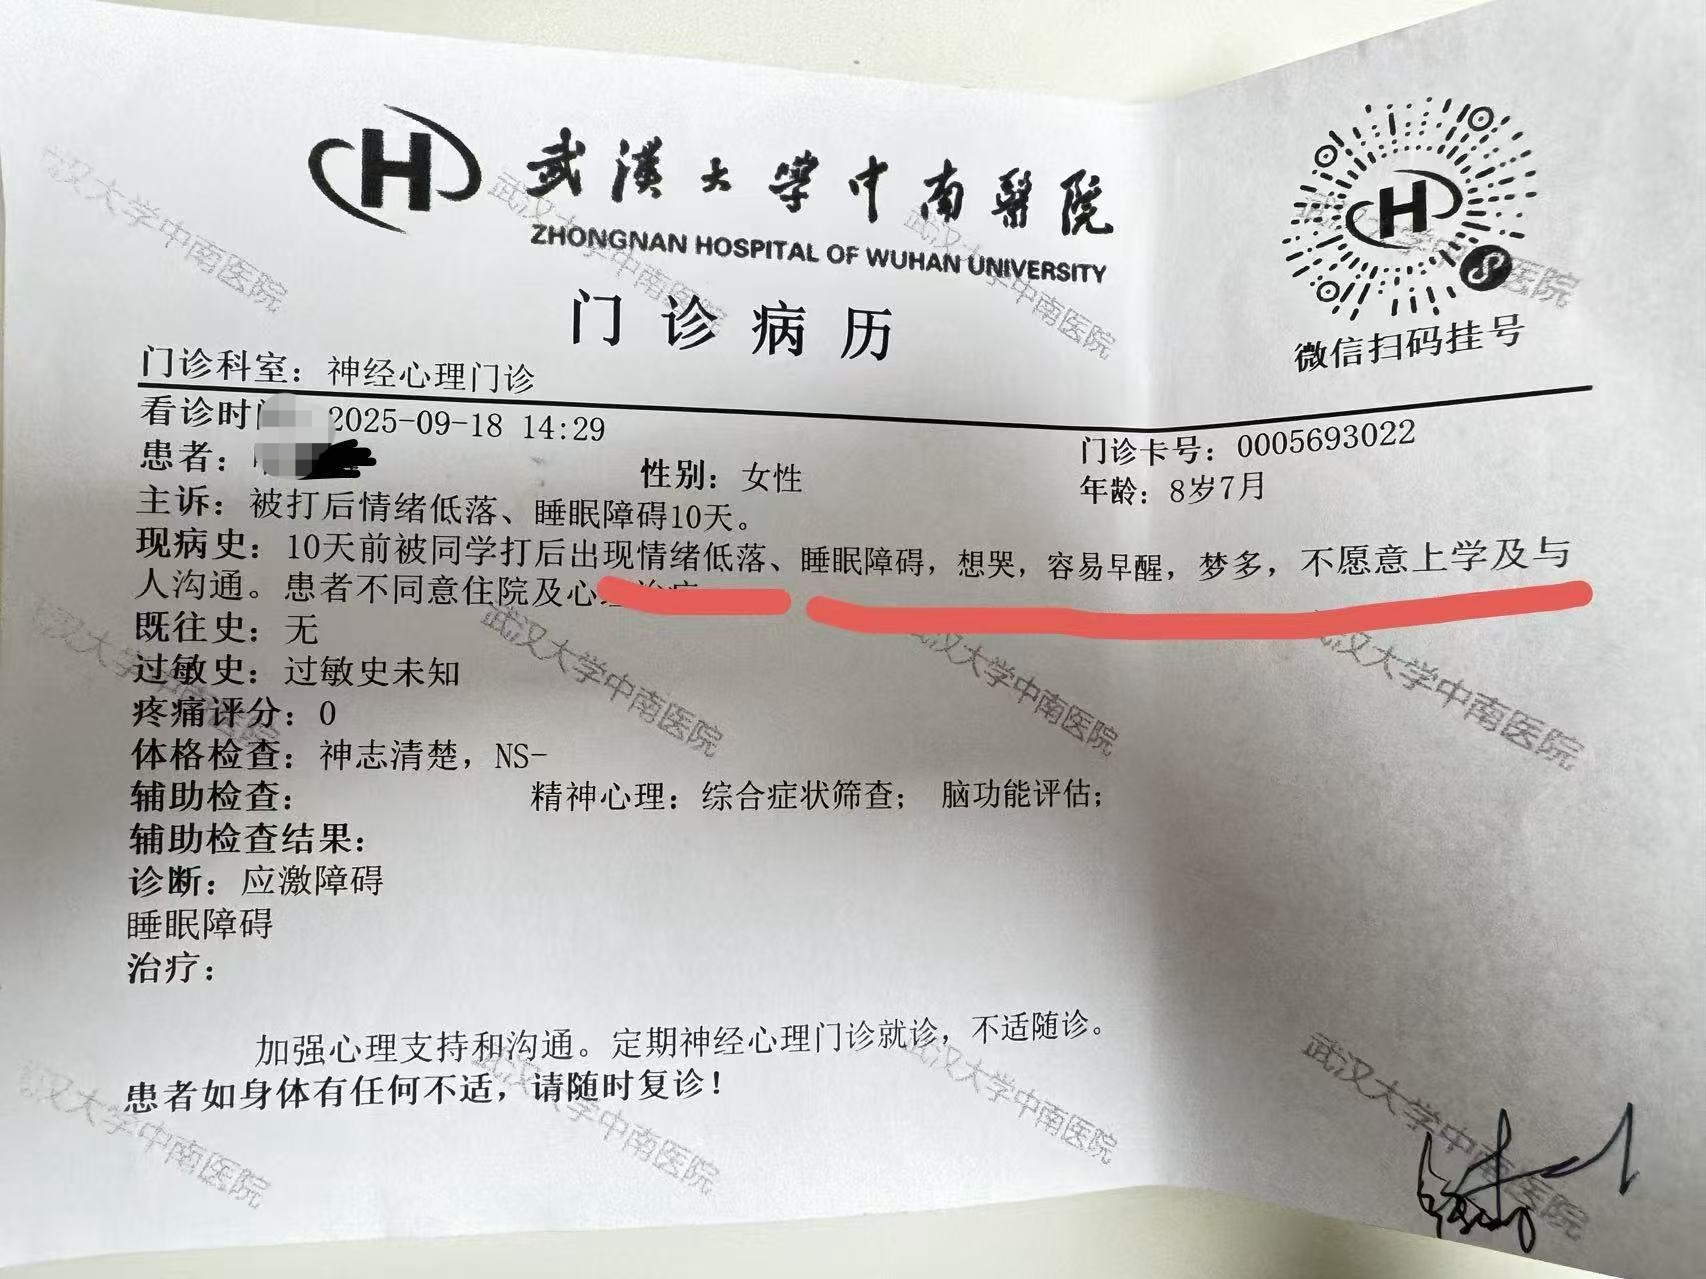 武漢大學中南醫院
ZHONGNAN HOSPITAL OF WUHAN UNIVERSITY
门诊病历
微信扫码挂号
门诊科室：神经心理门诊
看诊时 2025-09-18 14:29
门诊卡号：0005693022
患者：
性别：女性
年龄：8岁7月
主诉：被打后情绪低落、睡眠障碍10天。
现病史：10天前被同学打后出现情绪低落、睡眠障碍，想哭，容易早醒，梦多，不愿意上学及与
人沟通。患者不同意住院及心
既往史：无
过敏史：过敏史未知
疼痛评分：0
体格检查：神志清楚，NS-
辅助检查： 精神心理：综合症状筛查； 脑功能评估；
辅助检查结果：
诊断：应激障碍
睡眠障碍
治疗：
加强心理支持和沟通。定期神经心理门诊就诊，不适随诊。
患者如身体有任何不适，请随时复诊！
武汉大学中南医院